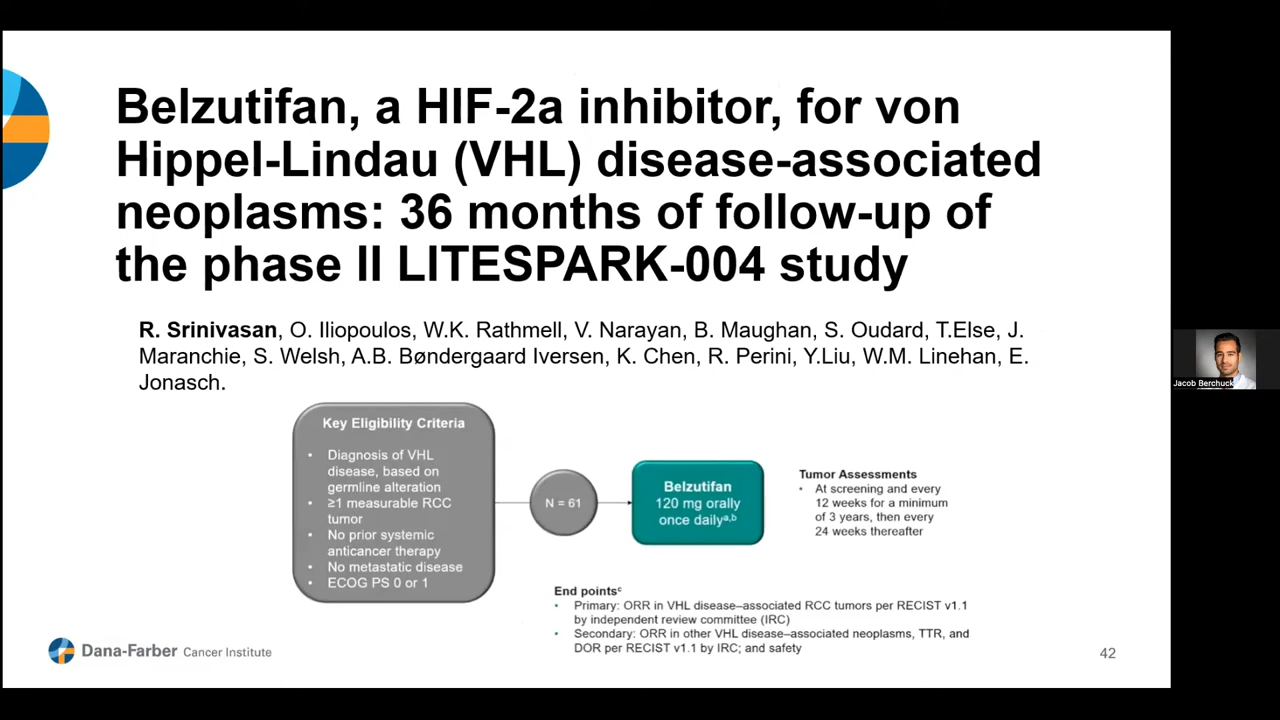 Belzutifan, a HIF-2a inhibitor, for von
Hippel-Lindau (VHL) disease-associated
neoplasms: 36 months of follow-up of
the phase II LITESPARK-004 study
R. Srinivasan, O. Iliopoulos, W.K. Rathmell, V. Narayan, B. Maughan, S. Oudard, T.Else, J.
Maranchie, S. Welsh, A.B. Bøndergaard Iversen, K. Chen, R. Perini, Y.Liu, W.M. Linehan, E.
Jonasch.
Key Eligibility Criteria
• Diagnosis of VHL
disease, based on
germline alteration
• ≥1 measurable RCC
tumor
• No prior systemic
anticancer therapy
• No metastatic disease
• ECOG PS 0 or 1
N = 61
Belzutifan
120 mg orally
once dailyᵃ,ᵇ
Tumor Assessments
• At screening and every
12 weeks for a minimum
of 3 years, then every
24 weeks thereafter
End pointsᶜ
• Primary: ORR in VHL disease–associated RCC tumors per RECIST v1.1
by independent review committee (IRC)
• Secondary: ORR in other VHL disease–associated neoplasms, TTR, and
DOR per RECIST v1.1 by IRC; and safety
Dana-Farber Cancer Institute
42
Jacob Berchuck